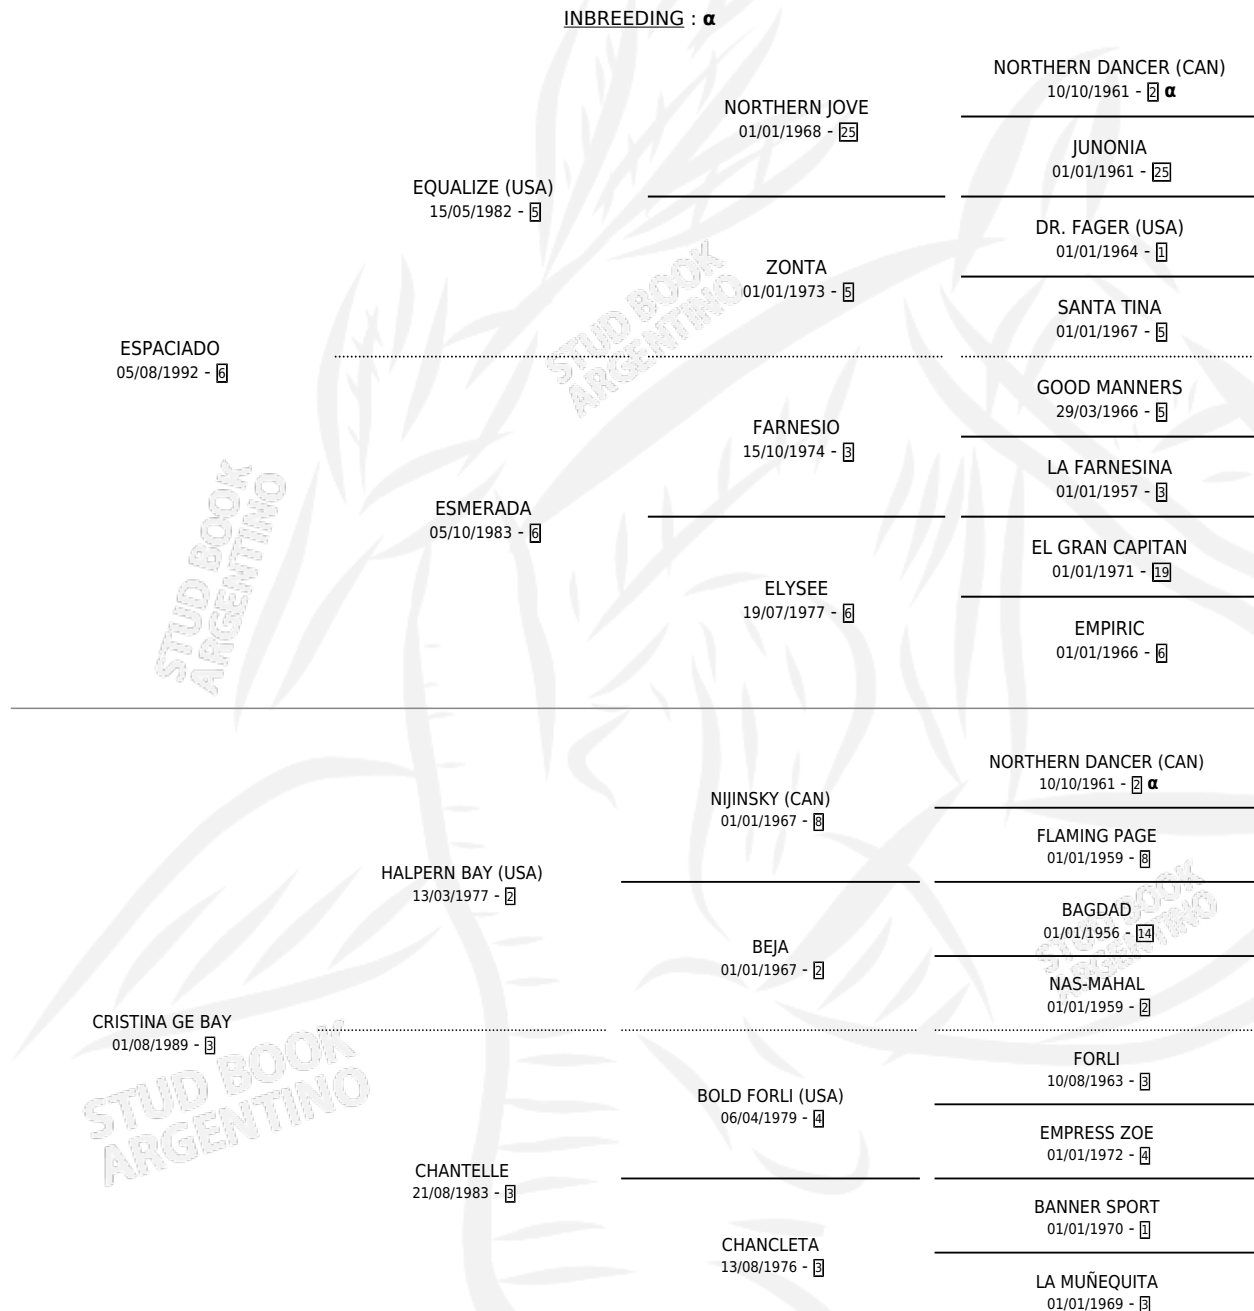 INBREEDING : α
NORTHERN DANCER (CAN)
10/10/1961 - 2 α
NORTHERN JOVE
01/01/1968 - 25
JUNONIA
01/01/1961 - 25
EQUALIZE (USA)
15/05/1982 - 5
DR. FAGER (USA)
01/01/1964 - 1
ZONTA
01/01/1973 - 5
SANTA TINA
01/01/1967 - 5
ESPACIADO
05/08/1992 - 6
GOOD MANNERS
29/03/1966 - 5
FARNESIO
15/10/1974 - 3
LA FARNESINA
01/01/1957 - 3
ESMERADA
05/10/1983 - 6
EL GRAN CAPITAN
01/01/1971 - 19
ELYSEE
19/07/1977 - 6
EMPIRIC
01/01/1966 - 6
NORTHERN DANCER (CAN)
10/10/1961 - 2 α
NIJINSKY (CAN)
01/01/1967 - 8
FLAMING PAGE
01/01/1959 - 8
HALPERN BAY (USA)
13/03/1977 - 2
BAGDAD
01/01/1956 - 14
BEJA
01/01/1967 - 2
NAS-MAHAL
01/01/1959 - 2
CRISTINA GE BAY
01/08/1989 - 3
FORLI
10/08/1963 - 3
BOLD FORLI (USA)
06/04/1979 - 4
EMPRESS ZOE
01/01/1972 - 4
CHANTELLE
21/08/1983 - 3
BANNER SPORT
01/01/1970 - 1
CHANCLETA
13/08/1976 - 3
LA MUÑEQUITA
01/01/1969 - 3
STUD BOOK
ARGENTINO
STUD BOOK
ARGENTINO
STUD BOOK
ARGENTINO
STUD BOOK
ARGENTINO